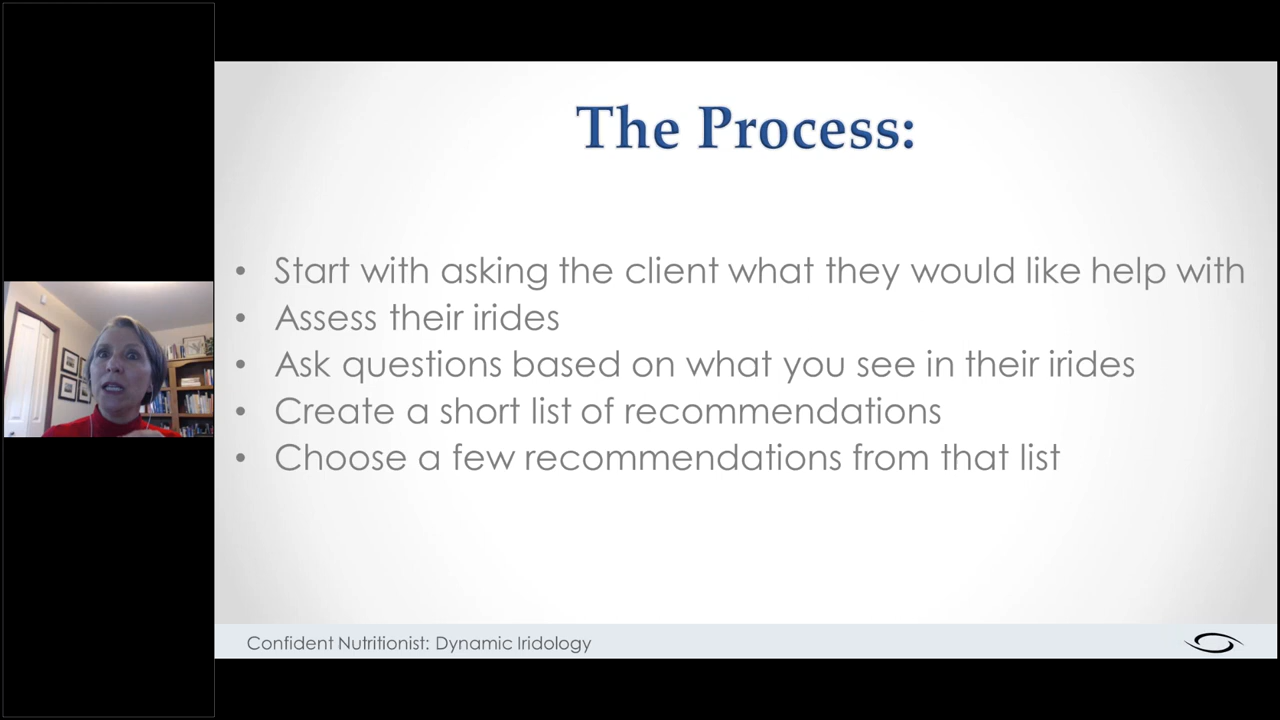 The Process:
• Start with asking the client what they would like help with
• Assess their irides
• Ask questions based on what you see in their irides
• Create a short list of recommendations
• Choose a few recommendations from that list
Confident Nutritionist: Dynamic Iridology